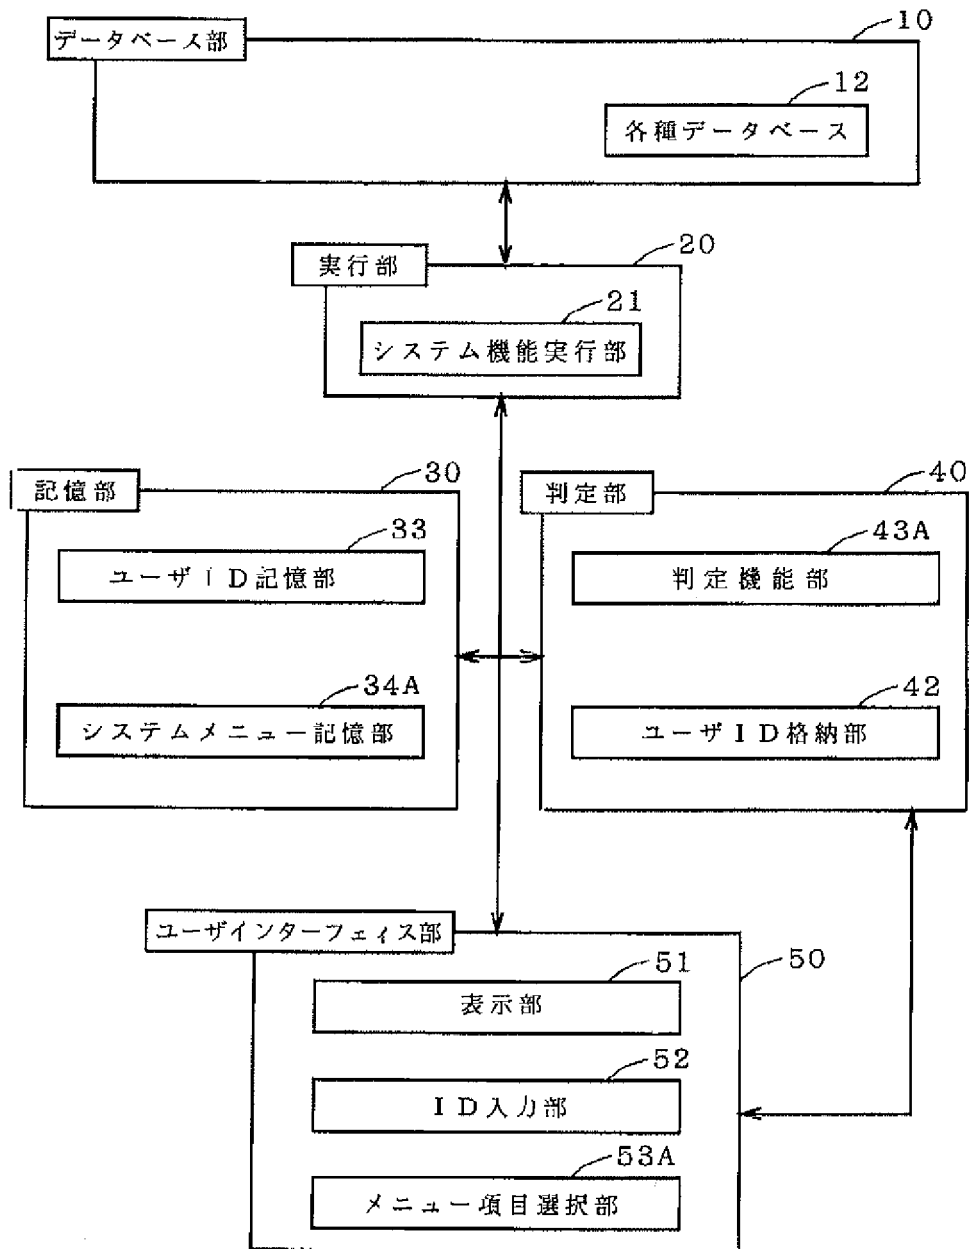 データベース部
10
12
各種データベース
実行部
20
21
システム機能実行部
記憶部
30
33
ユーザID記憶部
34A
システムメニュー記憶部
判定部
40
43A
判定機能部
42
ユーザID格納部
ユーザインターフェイス部
50
51
表示部
52
ID入力部
53A
メニュー項目選択部